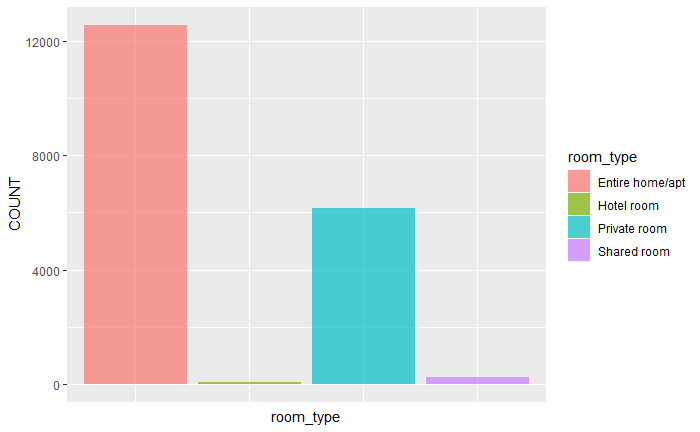 12000
8000
4000
0
COUNT
room_type
room_type
Entire home/apt
Hotel room
Private room
Shared room